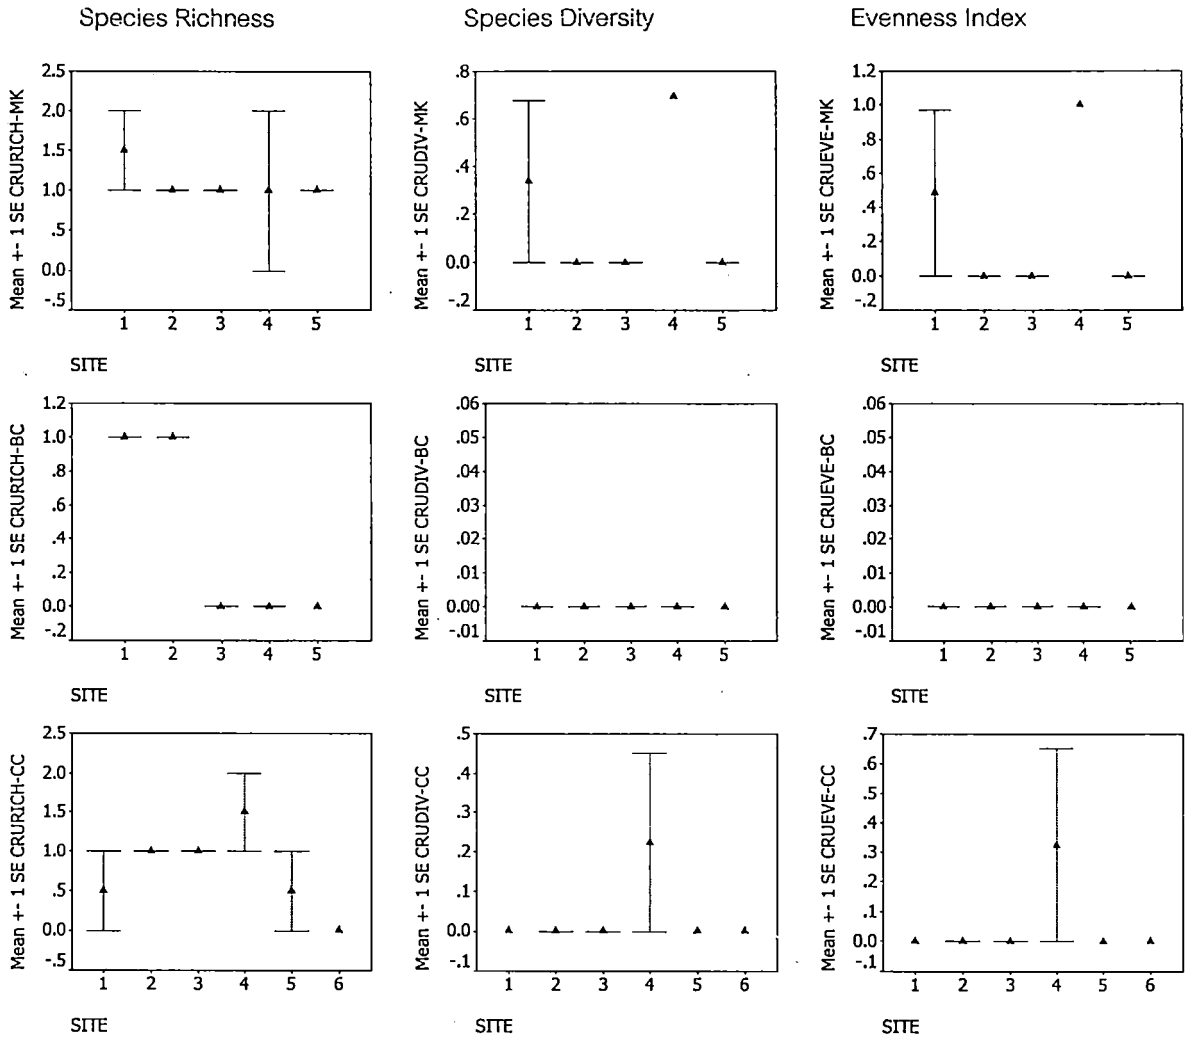 Species Richness
Species Diversity
Evenness Index
Mean +- 1 SE CRURICH-MK
2.5
2.0
1.5
1.0
.5
0.0
-.5
1 2 3 4 5
SITE
Mean +- 1 SE CRUDIV-MK
.8
.6
.4
.2
0.0
-.2
1 2 3 4 5
SITE
Mean +- 1 SE CRUEVE-MK
1.2
1.0
.8
.6
.4
.2
0.0
-.2
1 2 3 4 5
SITE
Mean +- 1 SE CRURICH-BC
1.2
1.0
.8
.6
.4
.2
0.0
-.2
1 2 3 4 5
SITE
Mean +- 1 SE CRUDIV-BC
.06
.05
.04
.03
.02
.01
0.00
-.01
1 2 3 4 5
SITE
Mean +- 1 SE CRUEVE-BC
.06
.05
.04
.03
.02
.01
0.00
-.01
1 2 3 4 5
SITE
Mean +- 1 SE CRURICH-CC
2.5
2.0
1.5
1.0
.5
0.0
-.5
1 2 3 4 5 6
SITE
Mean +- 1 SE CRUDIV-CC
.5
.4
.3
.2
.1
0.0
-.1
1 2 3 4 5 6
SITE
Mean +- 1 SE CRUEVE-CC
.7
.6
.5
.4
.3
.2
.1
0.0
-.1
1 2 3 4 5 6
SITE